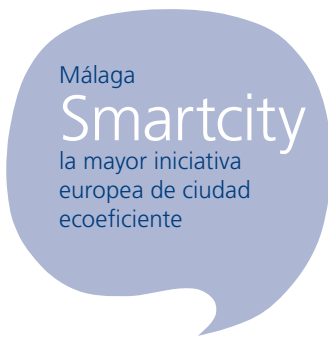 Málaga
Smartcity
la mayor iniciativa
europea de ciudad
ecoeficiente